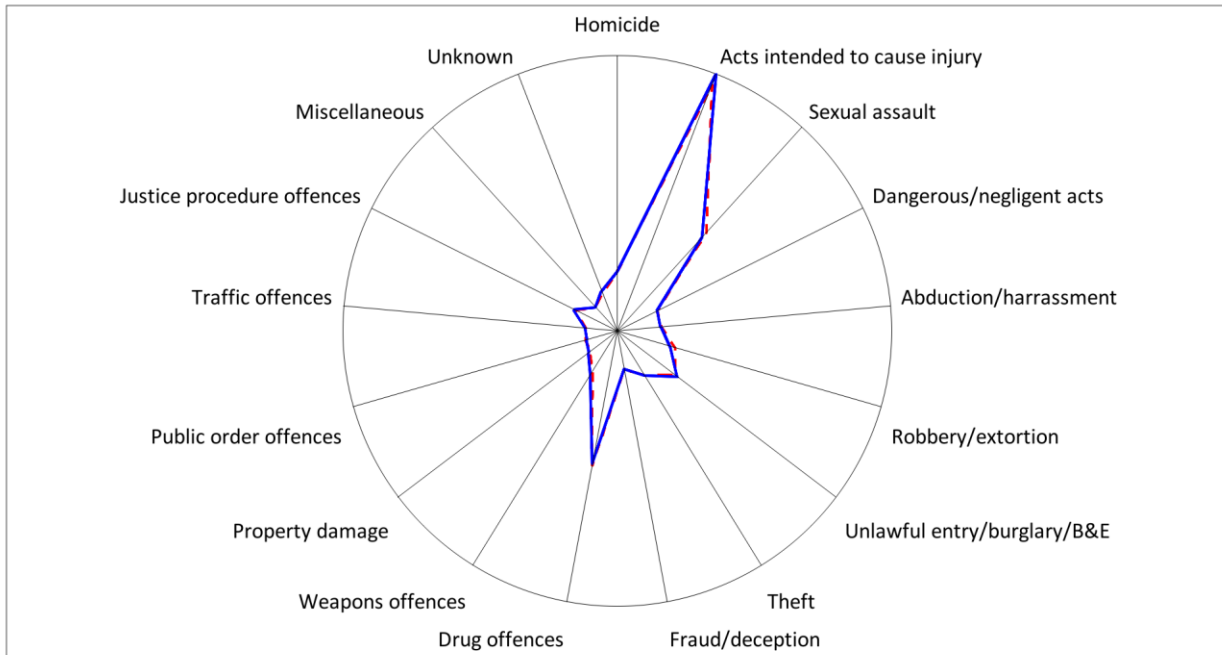 Homicide
Acts intended to cause injury
Sexual assault
Dangerous/negligent acts
Abduction/harrassment
Robbery/extortion
Unlawful entry/burglary/B&E
Theft
Fraud/deception
Drug offences
Weapons offences
Property damage
Public order offences
Traffic offences
Justice procedure offences
Miscellaneous
Unknown